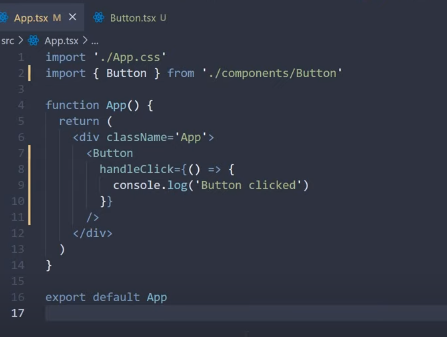 App.tsx M × Button.tsx U
src > App.tsx > ...
1 import './App.css'
2 import { Button } from './components/Button'
3
4 function App() {
5   return (
6     <div className='App'>
7       <Button
8         handleClick={() => {
9           console.log('Button clicked')
10         }}
11       />
12     </div>
13   )
14 }
15
16 export default App
17